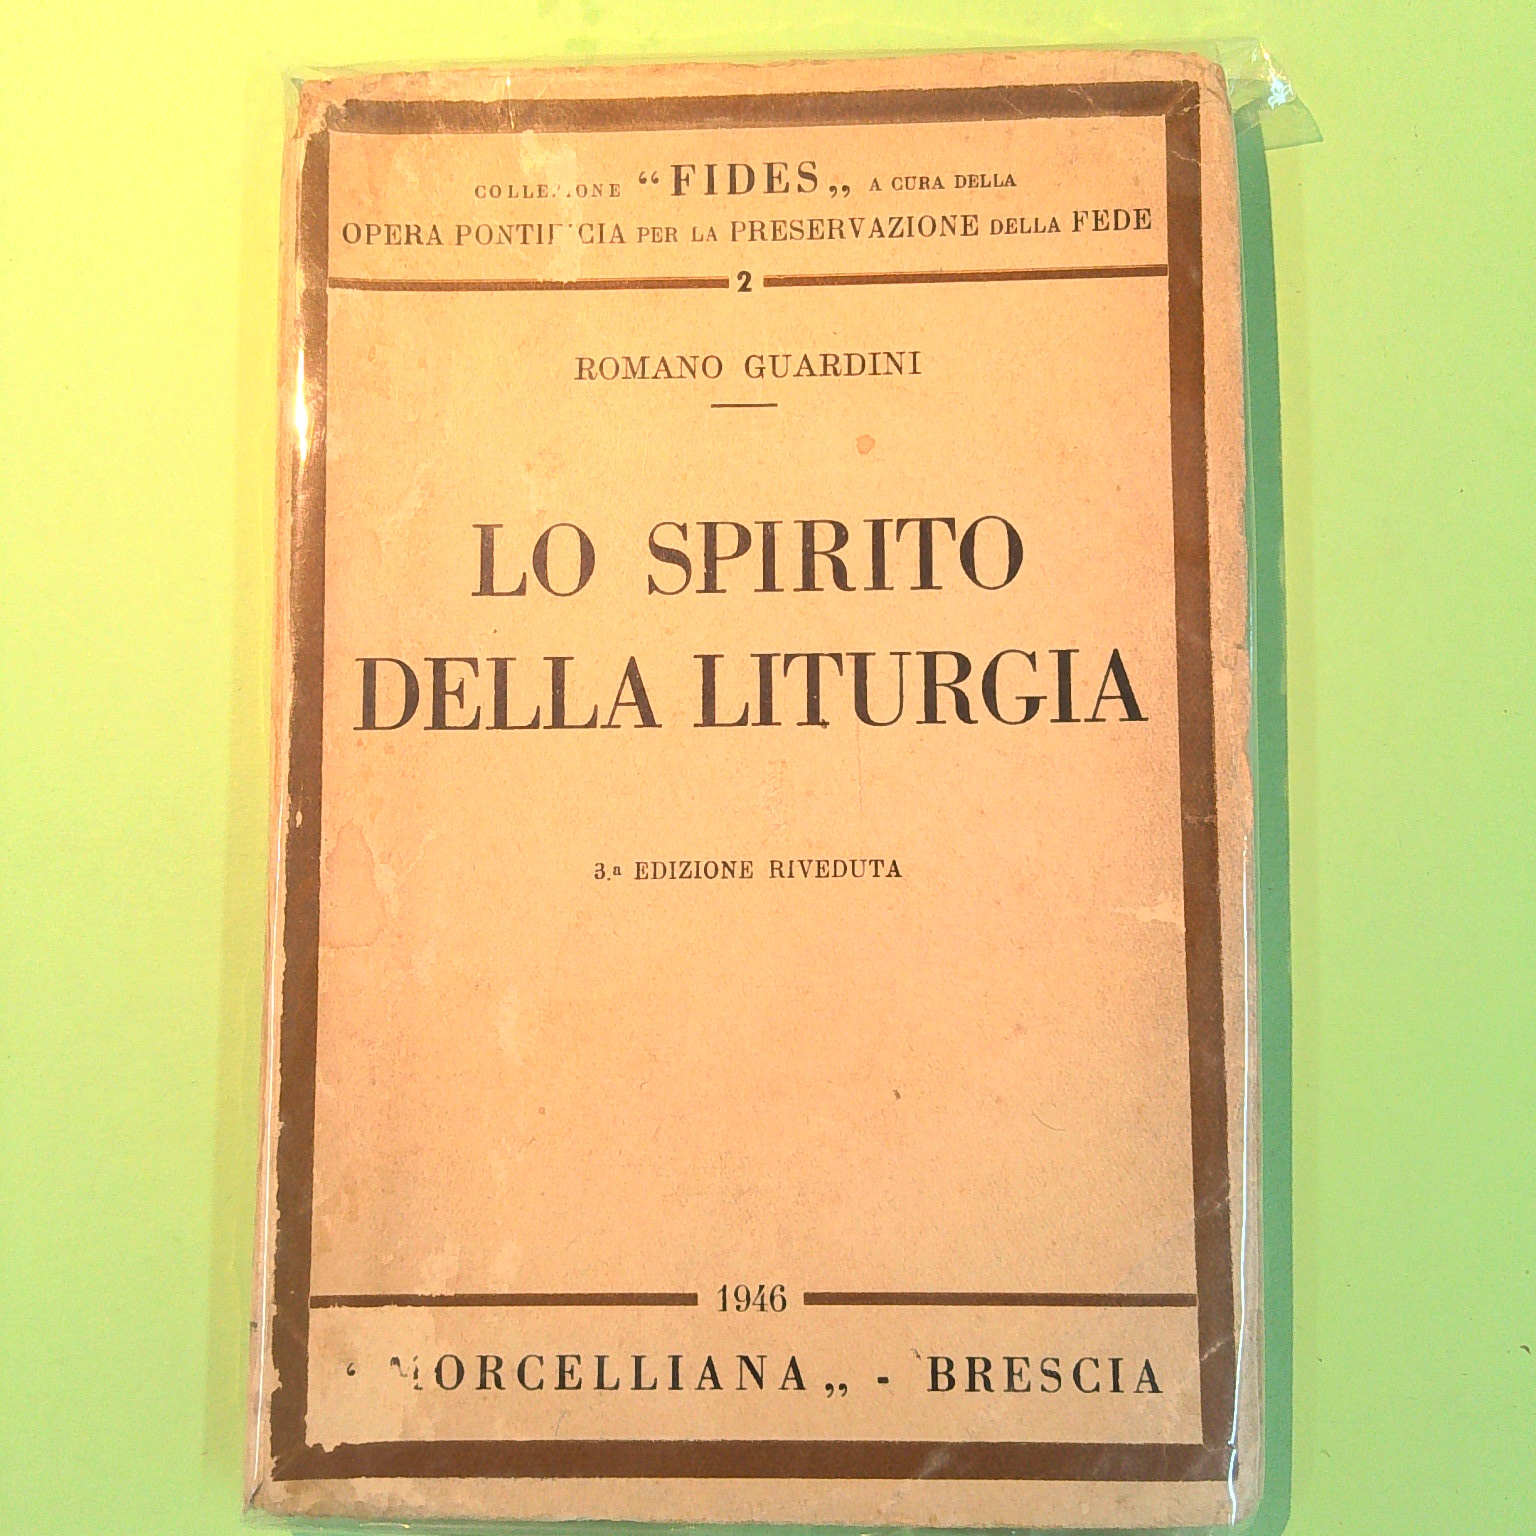 COLLEZIONE “FIDES„ A CURA DELLA
OPERA PONTIFICIA PER LA PRESERVAZIONE DELLA FEDE
2
ROMANO GUARDINI
LO SPIRITO
DELLA LITURGIA
3.ª EDIZIONE RIVEDUTA
1946
“MORCELLIANA„ - BRESCIA